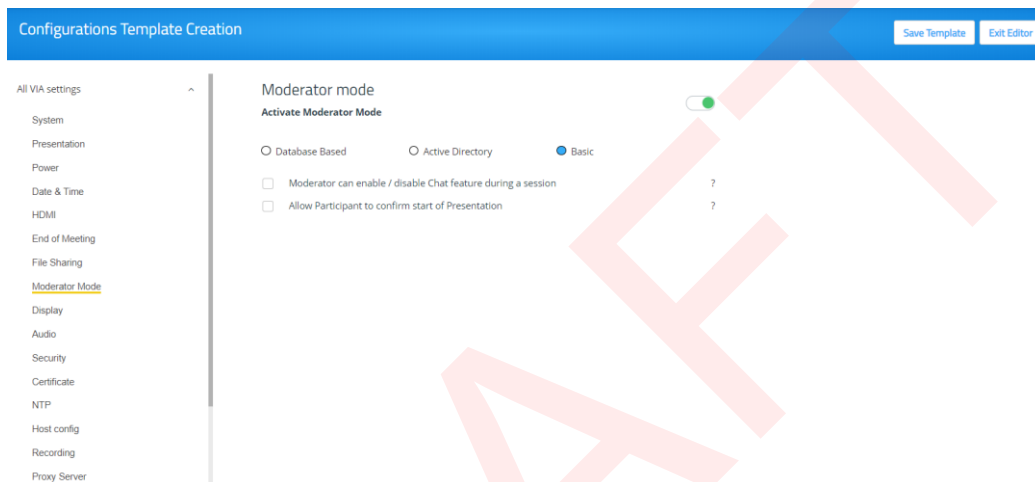 Configurations Template Creation
Save Template
Exit Editor
All VIA settings
System
Presentation
Power
Date & Time
HDMI
End of Meeting
File Sharing
Moderator Mode
Display
Audio
Security
Certificate
NTP
Host config
Recording
Proxy Server
Moderator mode
Activate Moderator Mode
Database Based
Active Directory
Basic
Moderator can enable / disable Chat feature during a session ?
Allow Participant to confirm start of Presentation ?
AFT